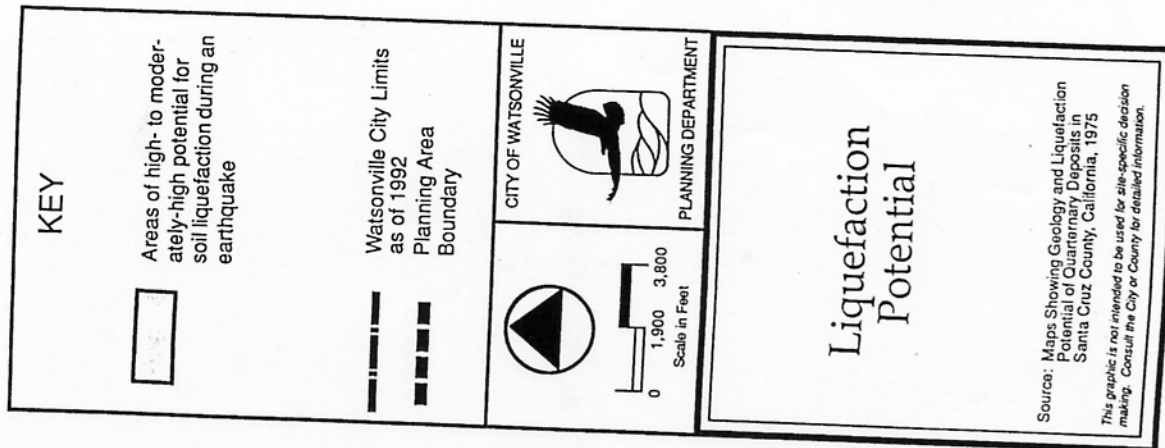 KEY
Areas of high- to moder-
ately-high potential for
soil liquefaction during an
earthquake
Watsonville City Limits
as of 1992
Planning Area
Boundary
0 1,900 3,800
Scale in Feet
CITY OF WATSONVILLE
PLANNING DEPARTMENT
Liquefaction
Potential
Source: Maps Showing Geology and Liquefaction
Potential of Quarternary Deposits in
Santa Cruz County, California, 1975
This graphic is not intended to be used for site-specific decision
making. Consult the City or County for detailed information.